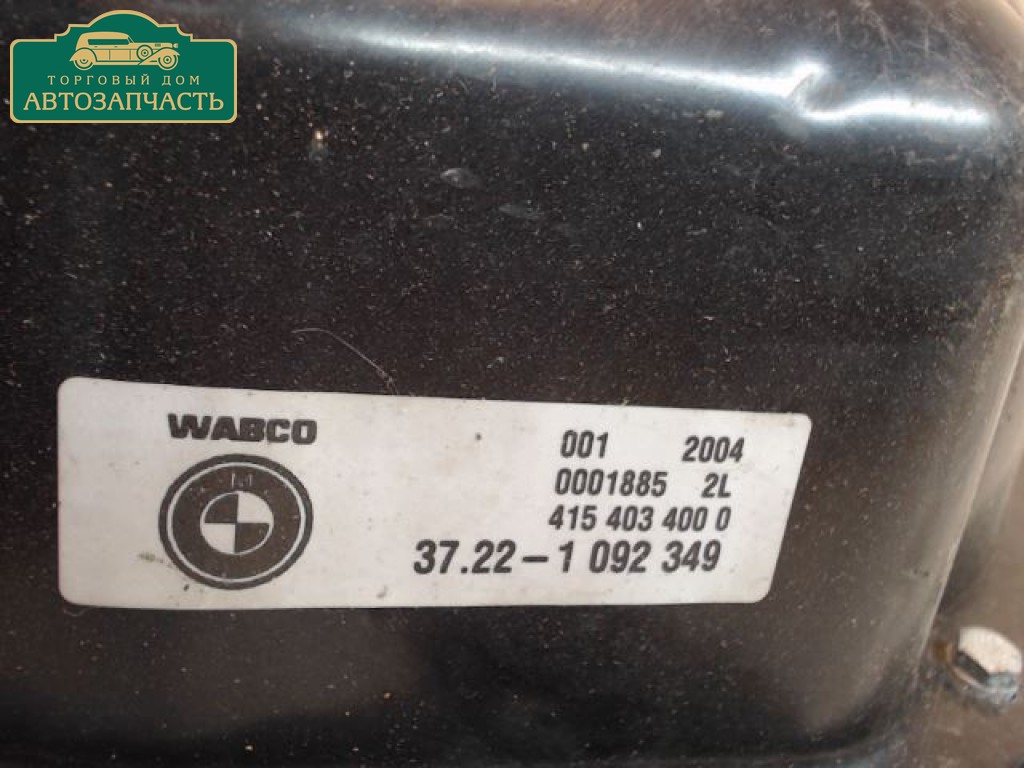 ТОРГОВЫЙ ДОМ
АВТОЗАПЧАСТЬ
WABCO
001 2004
0001885 2L
415 403 400 0
37.22-1 092 349